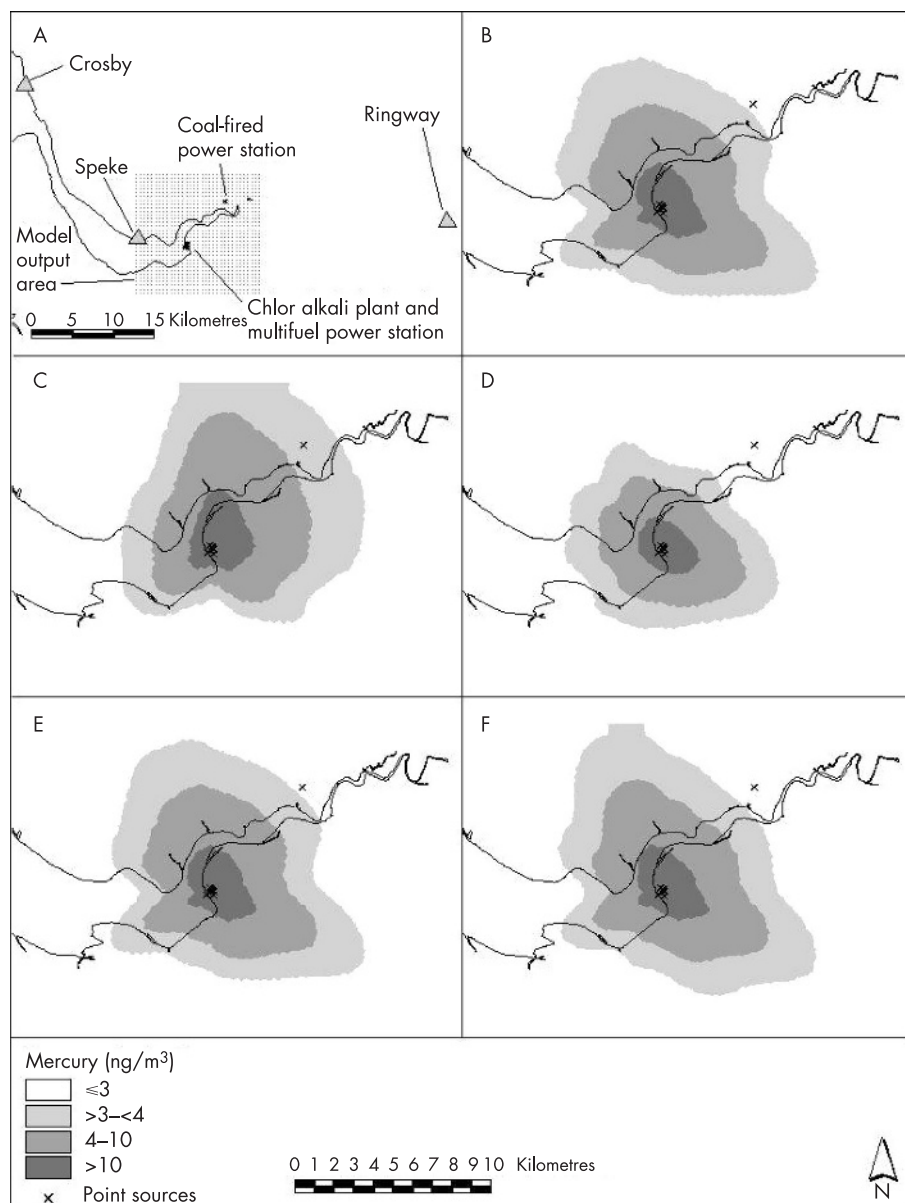 A
Crosby
Coal-fired
power station
Ringway
Speke
Model
output
area
Chlor alkali plant and
multifuel power station
0 5 10 15 Kilometres
B
C
D
E
F
Mercury (ng/m³)
⩽3
>3–<4
4–10
>10
Point sources
0 1 2 3 4 5 6 7 8 9 10 Kilometres
N